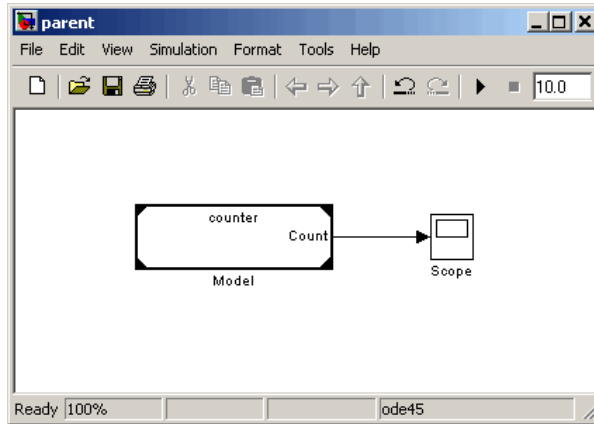 parent
File Edit View Simulation Format Tools Help
10.0
counter
Count
Model
Scope
Ready 100% ode45